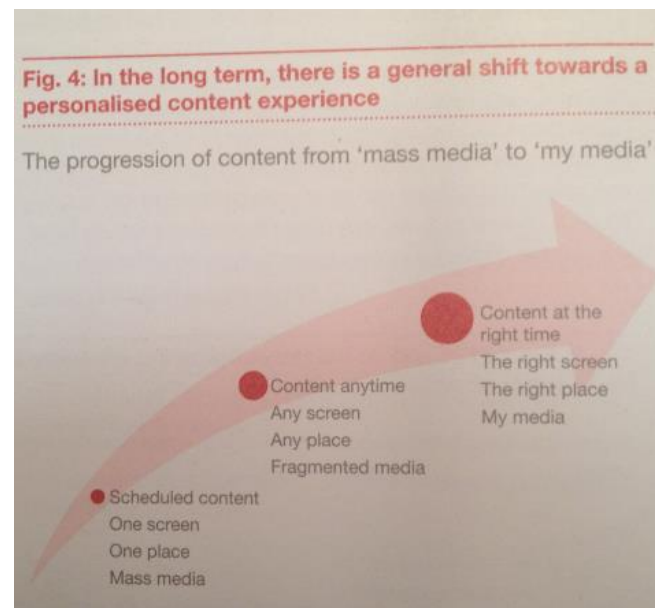 Fig. 4: In the long term, there is a general shift towards a
personalised content experience
The progression of content from ‘mass media’ to ‘my media’
Content at the
right time
The right screen
The right place
My media
Content anytime
Any screen
Any place
Fragmented media
Scheduled content
One screen
One place
Mass media